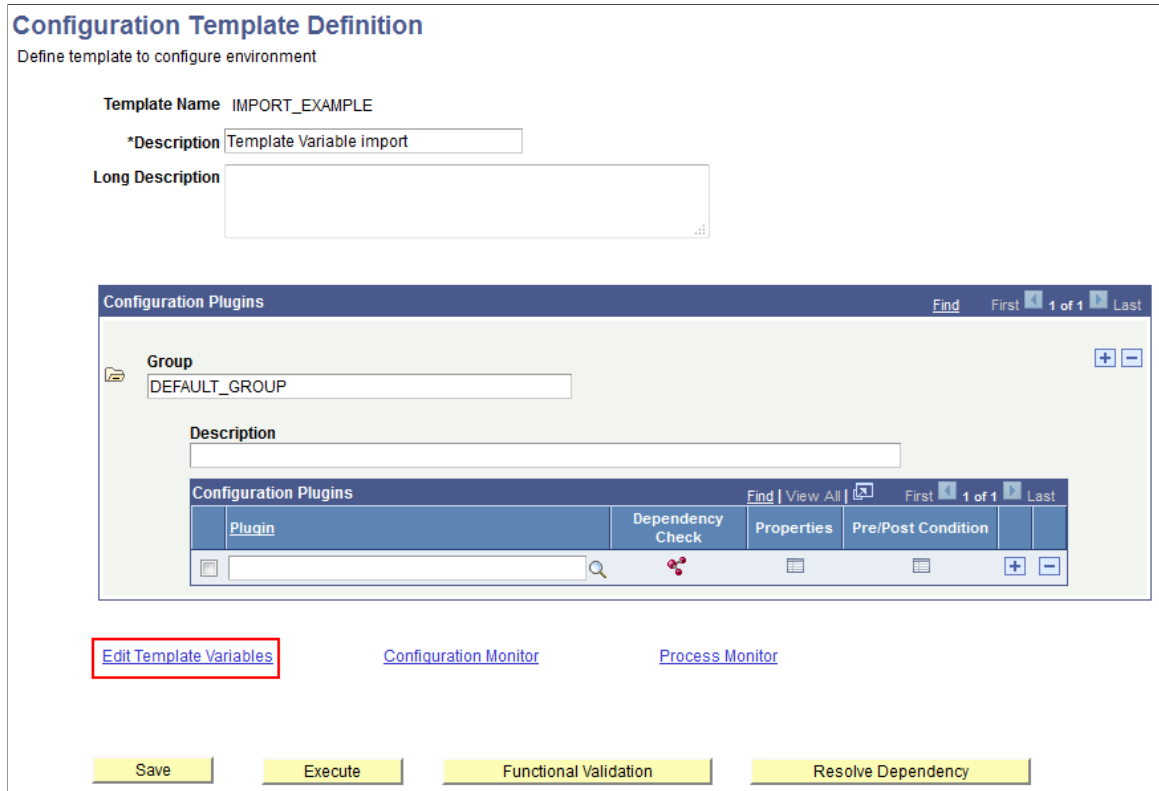 Configuration Template Definition
Define template to configure environment
Template Name IMPORT_EXAMPLE
*Description Template Variable import
Long Description
Configuration Plugins Find First 1 of 1 Last
Group
DEFAULT_GROUP
Description
Configuration Plugins Find | View All | First 1 of 1 Last
Plugin Dependency Check Properties Pre/Post Condition
Edit Template Variables Configuration Monitor Process Monitor
Save Execute Functional Validation Resolve Dependency